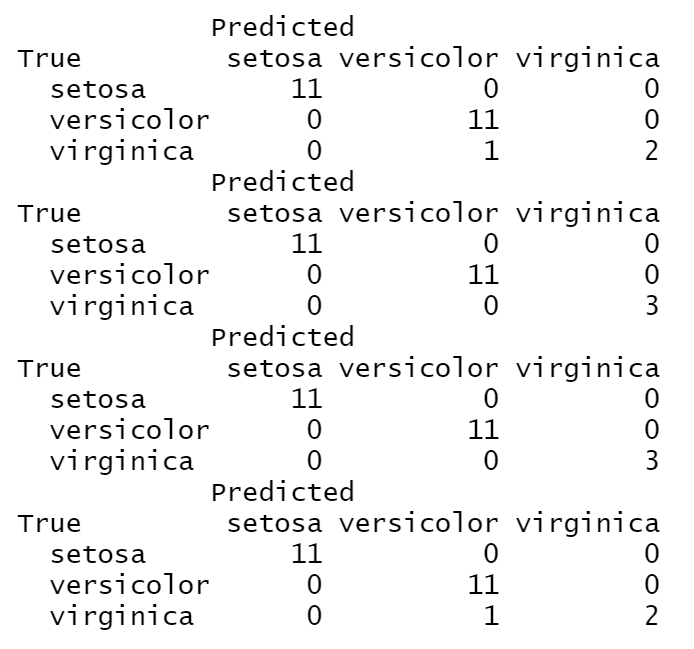 Predicted
True         setosa versicolor virginica
  setosa         11          0         0
  versicolor      0         11         0
  virginica       0          1         2
            Predicted
True         setosa versicolor virginica
  setosa         11          0         0
  versicolor      0         11         0
  virginica       0          0         3
            Predicted
True         setosa versicolor virginica
  setosa         11          0         0
  versicolor      0         11         0
  virginica       0          0         3
            Predicted
True         setosa versicolor virginica
  setosa         11          0         0
  versicolor      0         11         0
  virginica       0          1         2